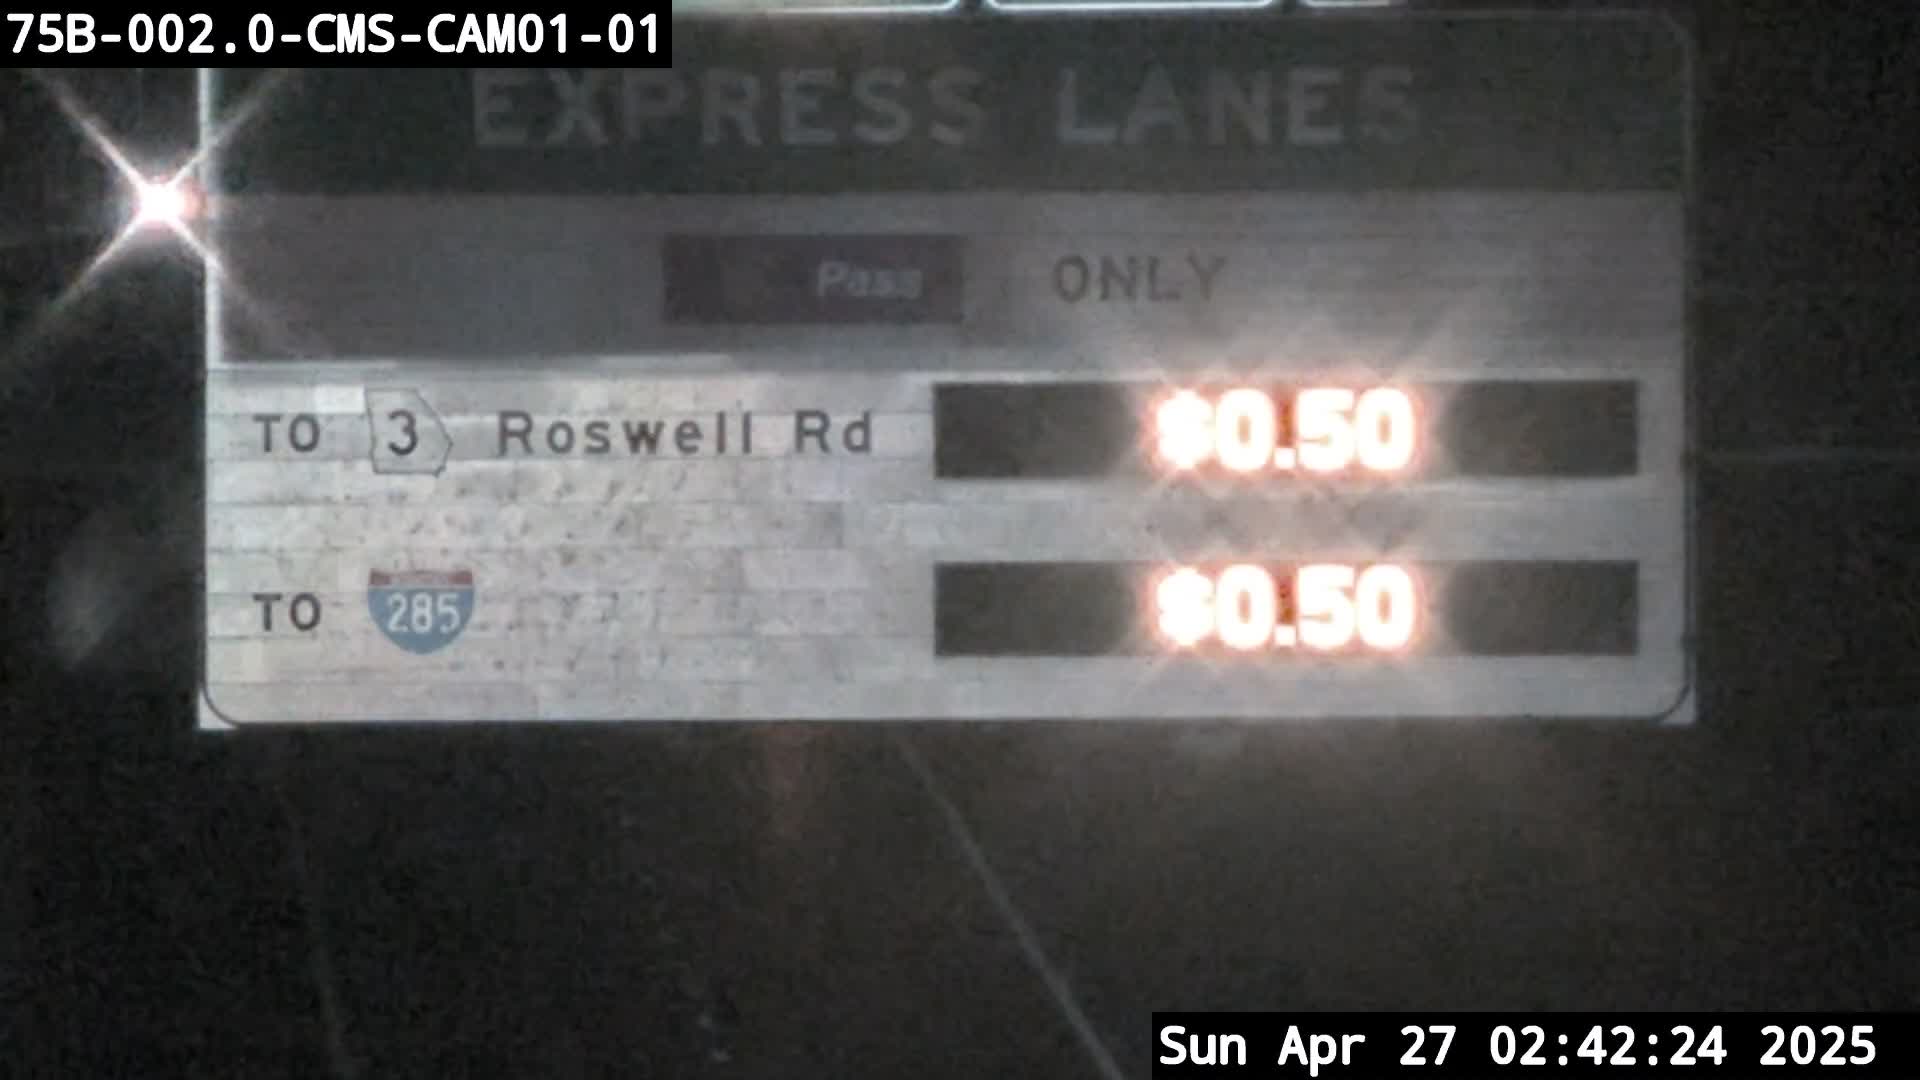 75B-002.0-CMS-CAM01-01
EXPRESS LANES
Pass ONLY
TO 3 Roswell Rd $0.50
TO 285 $0.50
Sun Apr 27 02:42:24 2025